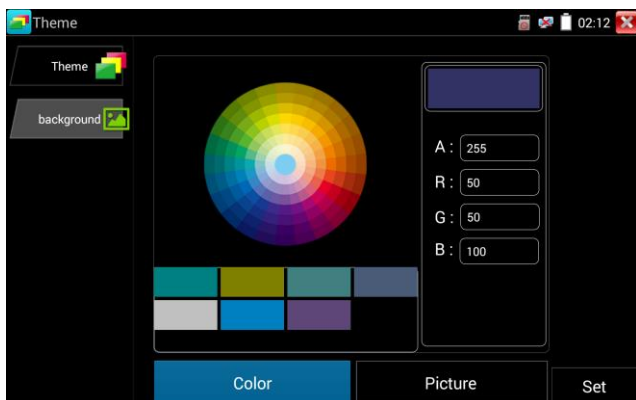 Theme
02:12
Theme
background
A : 255
R : 50
G : 50
B : 100
Color
Picture
Set